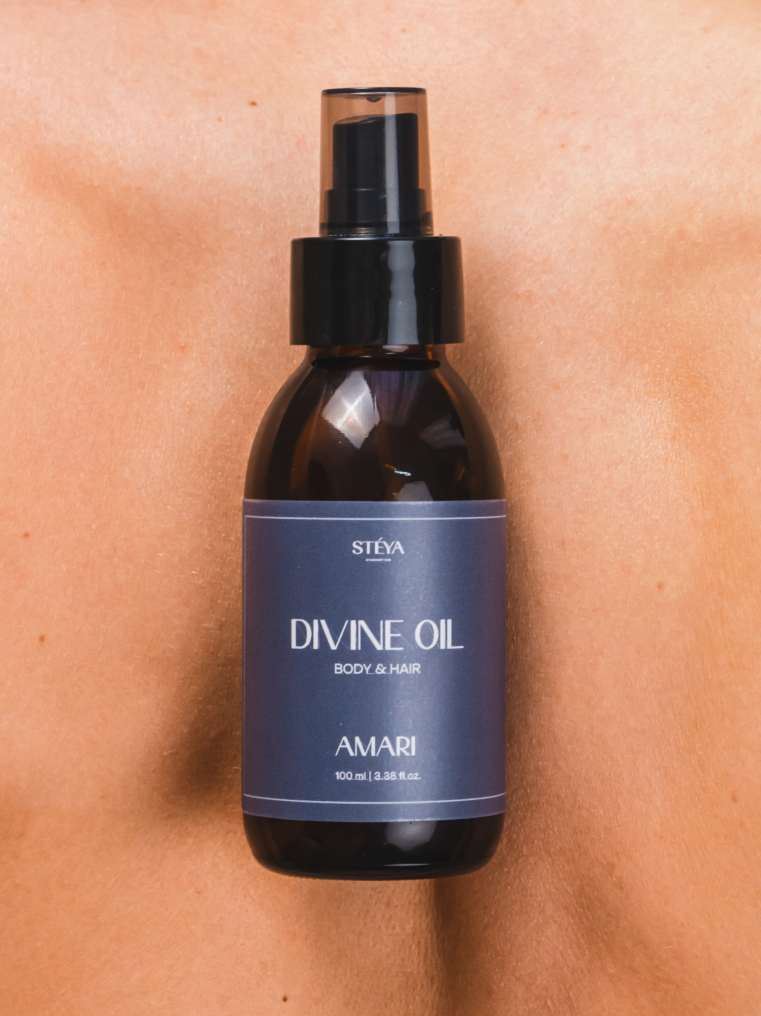 STÉYA
DIVINE OIL
BODY & HAIR
AMARI
100 ml | 3.38 fl.oz.